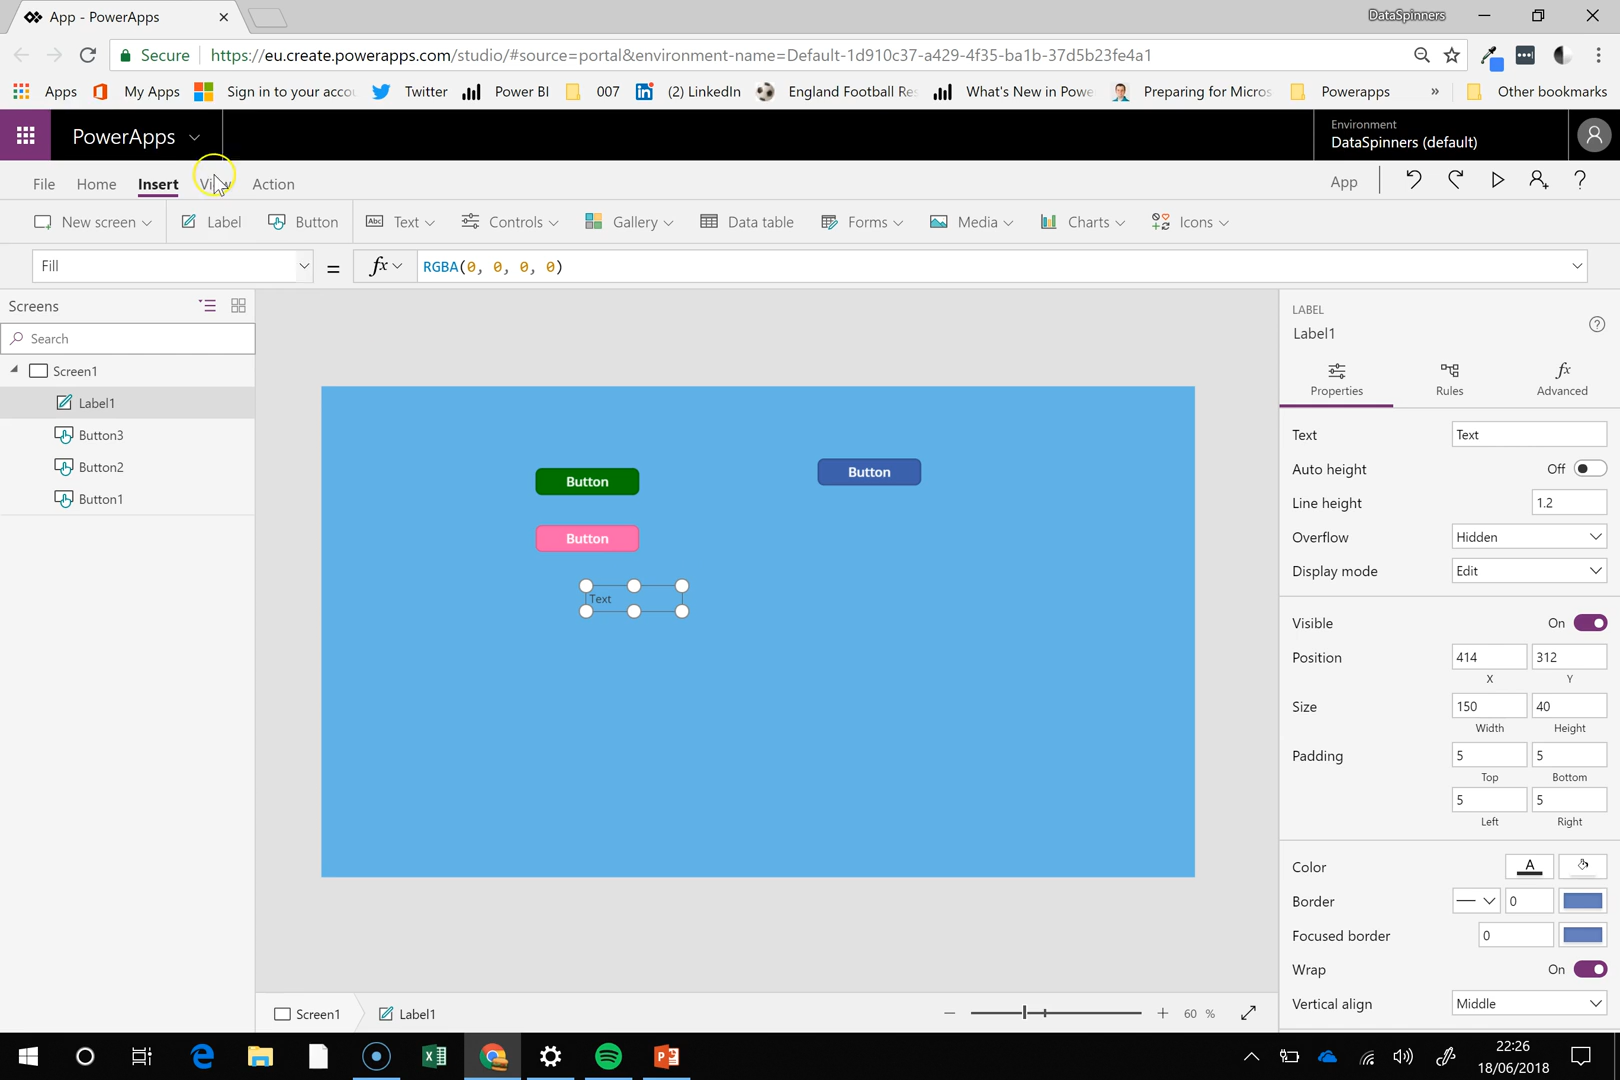 App - PowerApps
DataSpinners
Secure
https://eu.create.powerapps.com/studio/#source=portal&environment-name=Default-1d910c37-a429-4f35-ba1b-37d5b23fe4a1
Apps
My Apps
Sign in to your accou
Twitter
Power BI
007
(2) LinkedIn
England Football Res
What's New in Powe
Preparing for Micros
Powerapps
»
Other bookmarks
PowerApps
Environment
DataSpinners (default)
File
Home
Insert
View
Action
App
New screen
Label
Button
Text
Controls
Gallery
Data table
Forms
Media
Charts
Icons
Fill
=
fx
RGBA(0, 0, 0, 0)
Screens
Search
Screen1
Label1
Button3
Button2
Button1
Button
Button
Button
Text
LABEL
Label1
Properties
Rules
Advanced
Text
Text
Auto height
Off
Line height
1.2
Overflow
Hidden
Display mode
Edit
Visible
On
Position
414
312
X
Y
Size
150
40
Width
Height
Padding
5
5
Top
Bottom
5
5
Left
Right
Color
Border
0
Focused border
0
Wrap
On
Vertical align
Middle
Screen1
Label1
60 %
22:26
18/06/2018